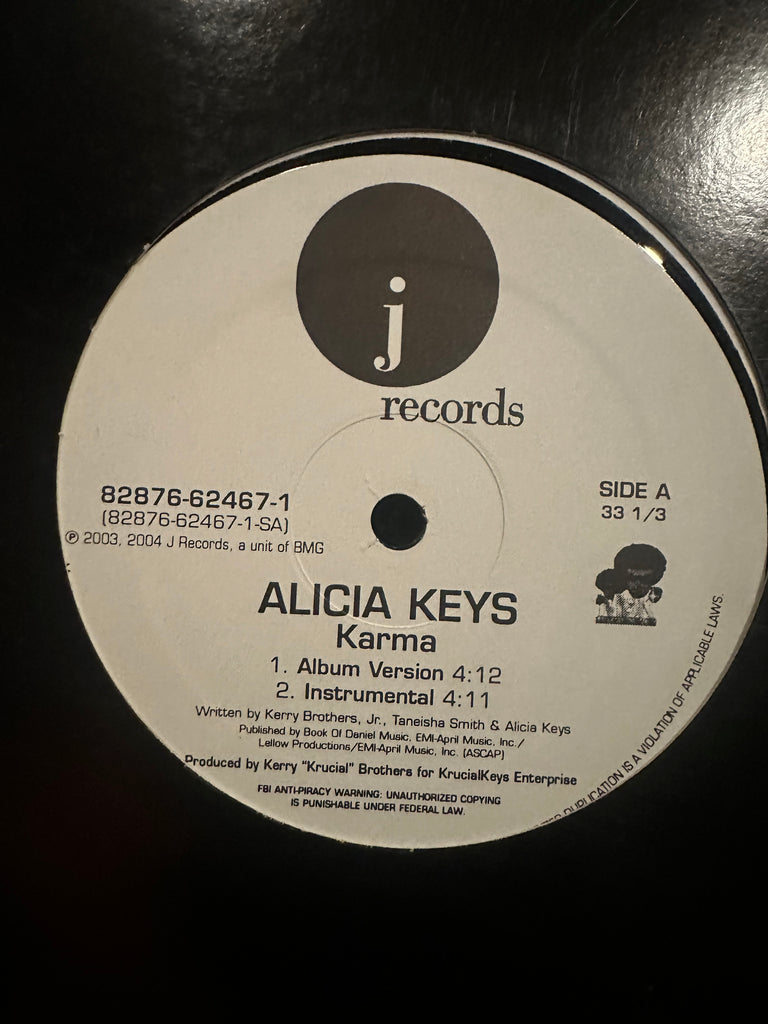 j
records
82876-62467-1
(82876-62467-1-SA)
℗ 2003, 2004 J Records, a unit of BMG
SIDE A
33 1/3
ALICIA KEYS
Karma
1. Album Version 4:12
2. Instrumental 4:11
Written by Kerry Brothers, Jr., Taneisha Smith & Alicia Keys
Published by Book Of Daniel Music, EMI-April Music, Inc./
Lellow Productions/EMI-April Music, Inc. (ASCAP)
Produced by Kerry "Krucial" Brothers for KrucialKeys Enterprise
FBI ANTI-PIRACY WARNING: UNAUTHORIZED COPYING
IS PUNISHABLE UNDER FEDERAL LAW.
DUPLICATION IS A VIOLATION OF APPLICABLE LAWS.